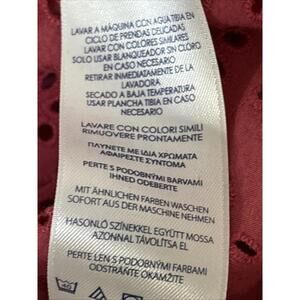 LAVAR A MÁQUINA CON AGUA TIBIA EN
CICLO DE PRENDAS DELICADAS
LAVAR CON COLORES SIMILARES
SOLO USAR BLANQUEADOR SIN CLORO
EN CASO NECESARIO
RETIRAR INMEDIATAMENTE DE LA
LAVADORA
SECADO A BAJA TEMPERATURA
USAR PLANCHA TIBIA EN CASO
NECESARIO
LAVARE CON COLORI SIMILI
RIMUOVERE PRONTAMENTE
ΠΛΥΝΕΤΕ ΜΕ ΙΔΙΑ ΧΡΩΜΑΤΑ
ΑΦΑΙΡΕΣΤΕ ΣΥΝΤΟΜΑ
PERTE S PODOBNÝMI BARVAMI
IHNED ODEBERTE
MIT ÄHNLICHEN FARBEN WASCHEN
SOFORT AUS DER MASCHINE NEHMEN
HASONLÓ SZÍNEKKEL EGYÜTT MOSSA
AZONNAL TÁVOLÍTSA EL
PERTE LEN S PODOBNÝMI FARBAMI
ODSTRÁŇTE OKAMŽITE
40